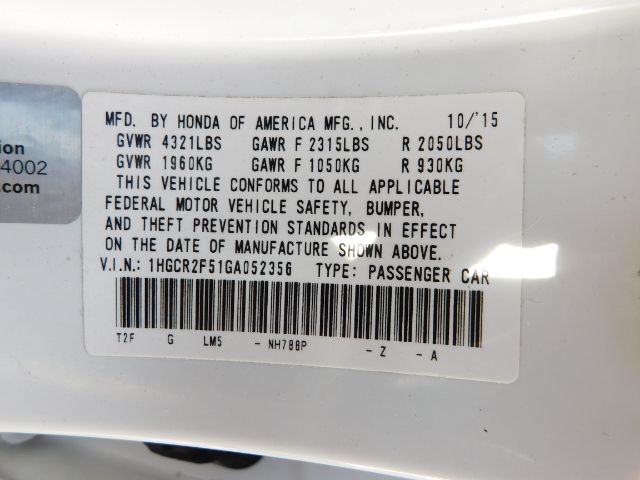 MFD. BY HONDA OF AMERICA MFG., INC. 10/'15
GVWR 4321LBS GAWR F 2315LBS R 2050LBS
GVWR 1960KG GAWR F 1050KG R 930KG
THIS VEHICLE CONFORMS TO ALL APPLICABLE
FEDERAL MOTOR VEHICLE SAFETY, BUMPER,
AND THEFT PREVENTION STANDARDS IN EFFECT
ON THE DATE OF MANUFACTURE SHOWN ABOVE.
V.I.N.: 1HGCR2F51GA052356 TYPE: PASSENGER CAR
T2F G LM5 - NH788P - Z - A
tion
4002
s.com